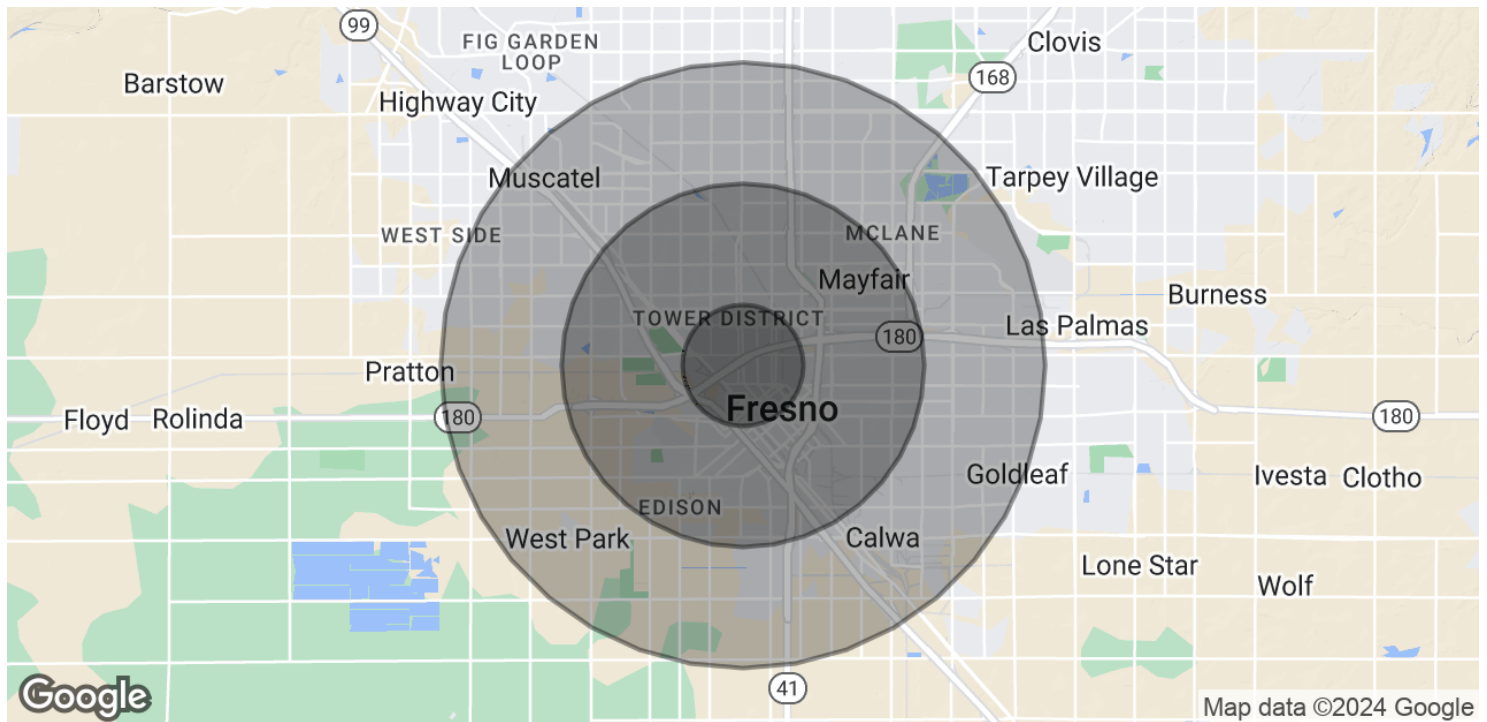 99
FIG GARDEN
LOOP
Clovis
Barstow
168
Highway City
Muscatel
Tarpey Village
WEST SIDE
MCLANE
Mayfair
Burness
TOWER DISTRICT
Las Palmas
180
Pratton
Fresno
Floyd
Rolinda
180
180
Goldleaf
Ivesta
Clotho
EDISON
West Park
Calwa
Lone Star
Wolf
41
Google
Map data ©2024 Google